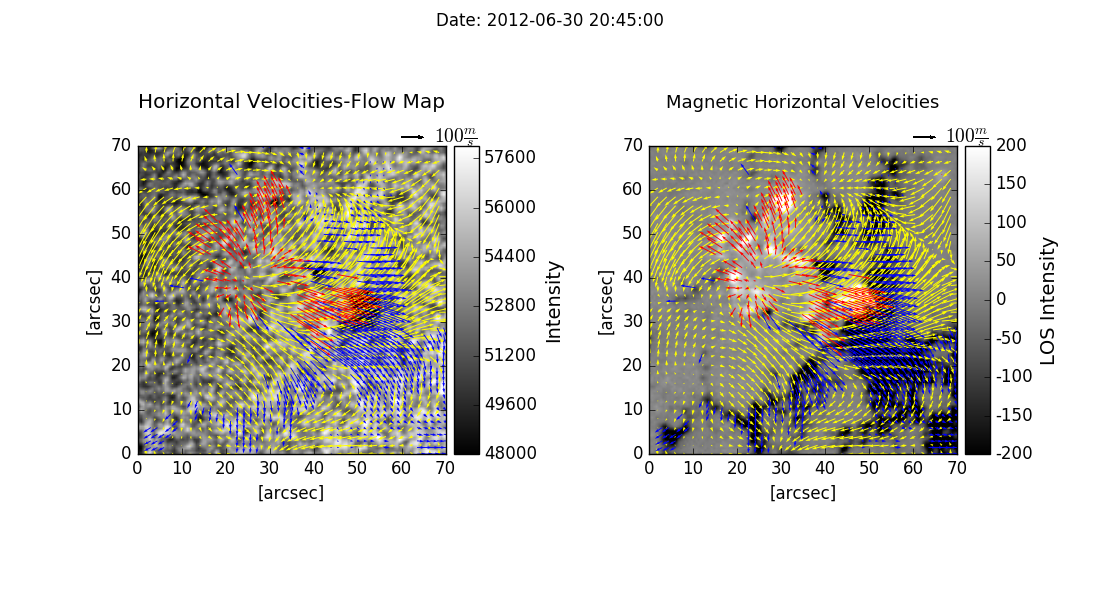 Date: 2012-06-30 20:45:00
Horizontal Velocities-Flow Map
100 m/s
70
60
50
40
30
20
10
0
0 10 20 30 40 50 60 70
[arcsec]
[arcsec]
57600
56000
54400
52800
51200
49600
48000
Intensity
Magnetic Horizontal Velocities
100 m/s
70
60
50
40
30
20
10
0
0 10 20 30 40 50 60 70
[arcsec]
[arcsec]
200
150
100
50
0
-50
-100
-150
-200
LOS Intensity